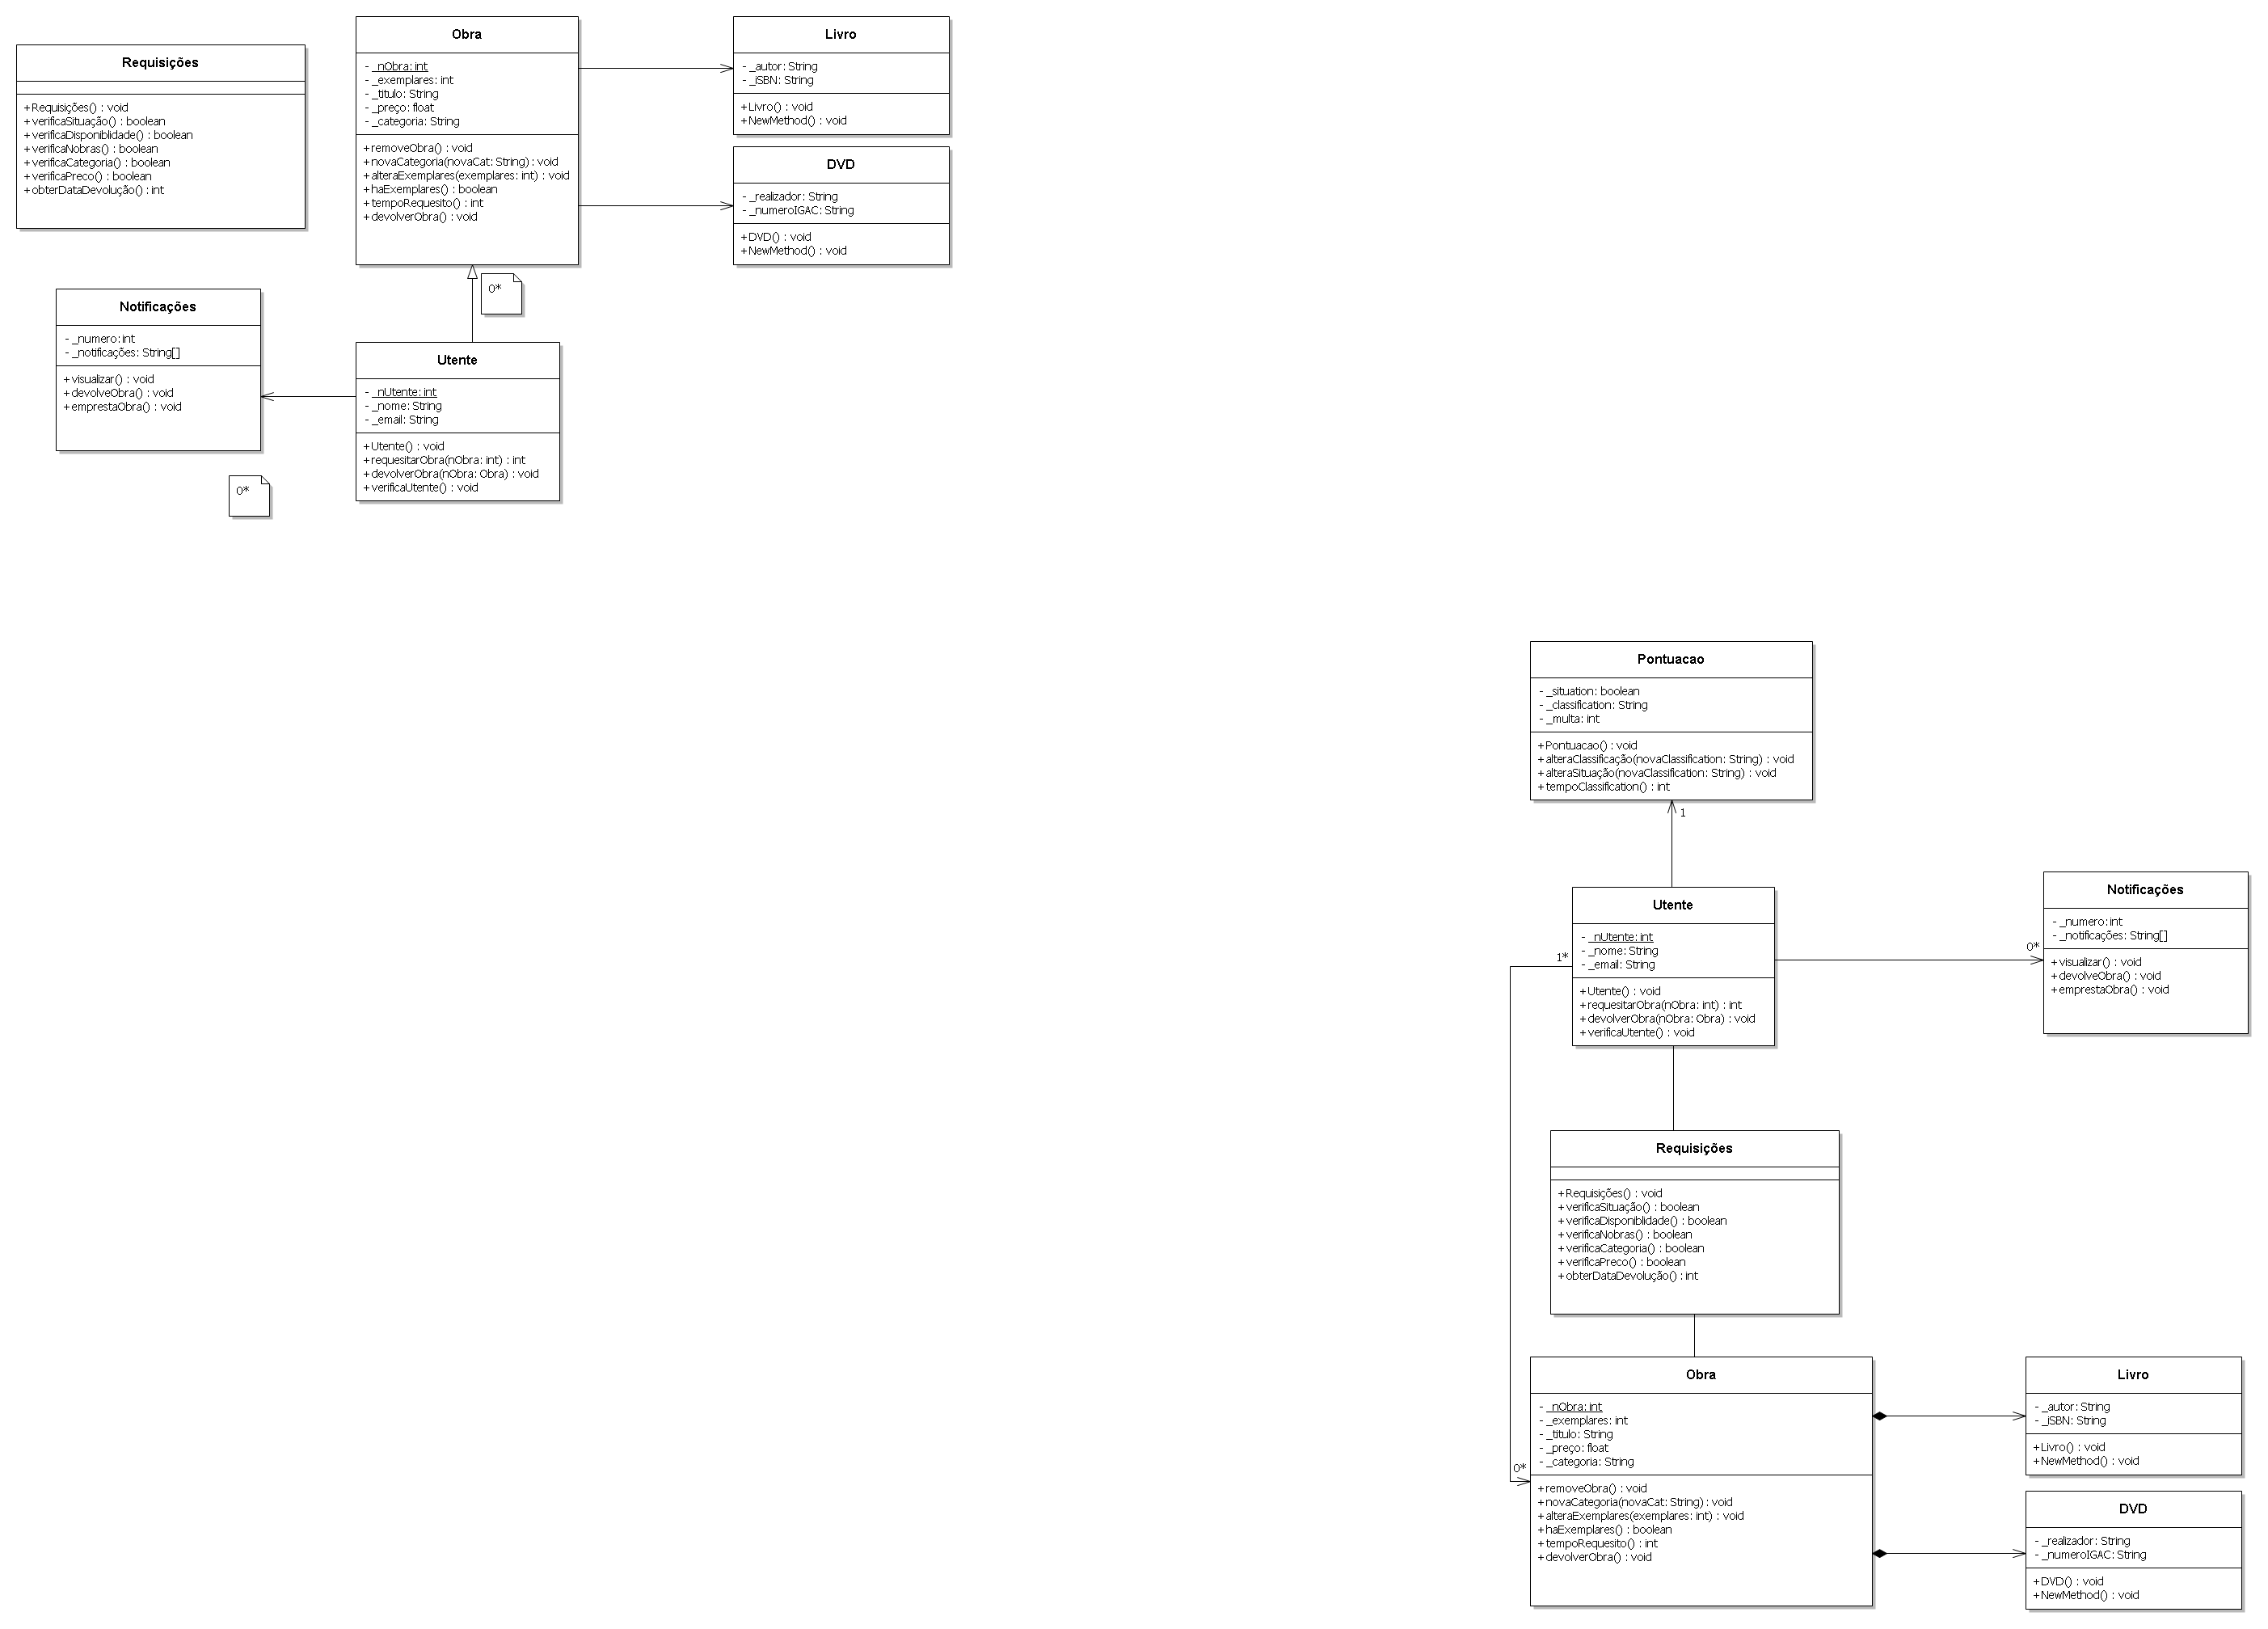 Requisições
+Requisições() : void
+verificaSituação() : boolean
+verificaDisponiblidade() : boolean
+verificaNobras() : boolean
+verificaCategoria() : boolean
+verificaPreco() : boolean
+obterDataDevolução() : int
Obra
- _nObra: int
- _exemplares: int
- _titulo: String
- _preço: float
- _categoria: String
+removeObra() : void
+novaCategoria(novaCat: String) : void
+alteraExemplares(exemplares: int) : void
+haExemplares() : boolean
+tempoRequesito() : int
+devolverObra() : void
Livro
- _autor: String
- _iSBN: String
+Livro() : void
+NewMethod() : void
DVD
- _realizador: String
- _numeroIGAC: String
+DVD() : void
+NewMethod() : void
0*
Notificações
- _numero: int
- _notificações: String[]
+visualizar() : void
+devolveObra() : void
+emprestaObra() : void
Utente
- _nUtente: int
- _nome: String
- _email: String
+Utente() : void
+requesitarObra(nObra: int) : int
+devolverObra(nObra: Obra) : void
+verificaUtente() : void
0*
Pontuacao
- _situation: boolean
- _classification: String
- _multa: int
+Pontuacao() : void
+alteraClassificação(novaClassification: String) : void
+alteraSituação(novaClassification: String) : void
+tempoClassification() : int
1
Utente
- _nUtente: int
- _nome: String
- _email: String
+Utente() : void
+requesitarObra(nObra: int) : int
+devolverObra(nObra: Obra) : void
+verificaUtente() : void
1*
0*
Notificações
- _numero: int
- _notificações: String[]
+visualizar() : void
+devolveObra() : void
+emprestaObra() : void
Requisições
+Requisições() : void
+verificaSituação() : boolean
+verificaDisponiblidade() : boolean
+verificaNobras() : boolean
+verificaCategoria() : boolean
+verificaPreco() : boolean
+obterDataDevolução() : int
Obra
- _nObra: int
- _exemplares: int
- _titulo: String
- _preço: float
- _categoria: String
0*
+removeObra() : void
+novaCategoria(novaCat: String) : void
+alteraExemplares(exemplares: int) : void
+haExemplares() : boolean
+tempoRequesito() : int
+devolverObra() : void
Livro
- _autor: String
- _iSBN: String
+Livro() : void
+NewMethod() : void
DVD
- _realizador: String
- _numeroIGAC: String
+DVD() : void
+NewMethod() : void